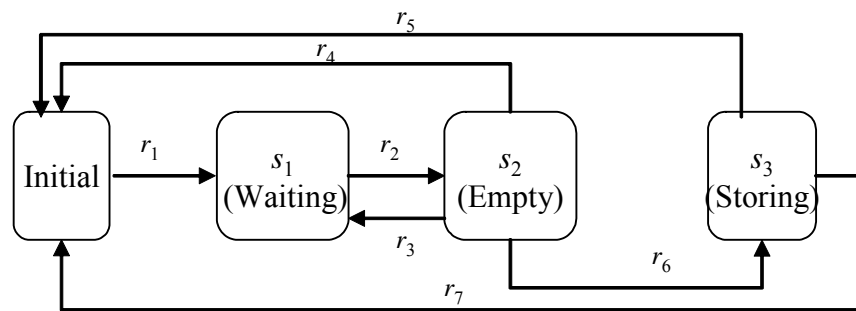 r5
r4
Initial
r1
s1
(Waiting)
r2
r3
s2
(Empty)
r6
s3
(Storing)
r7